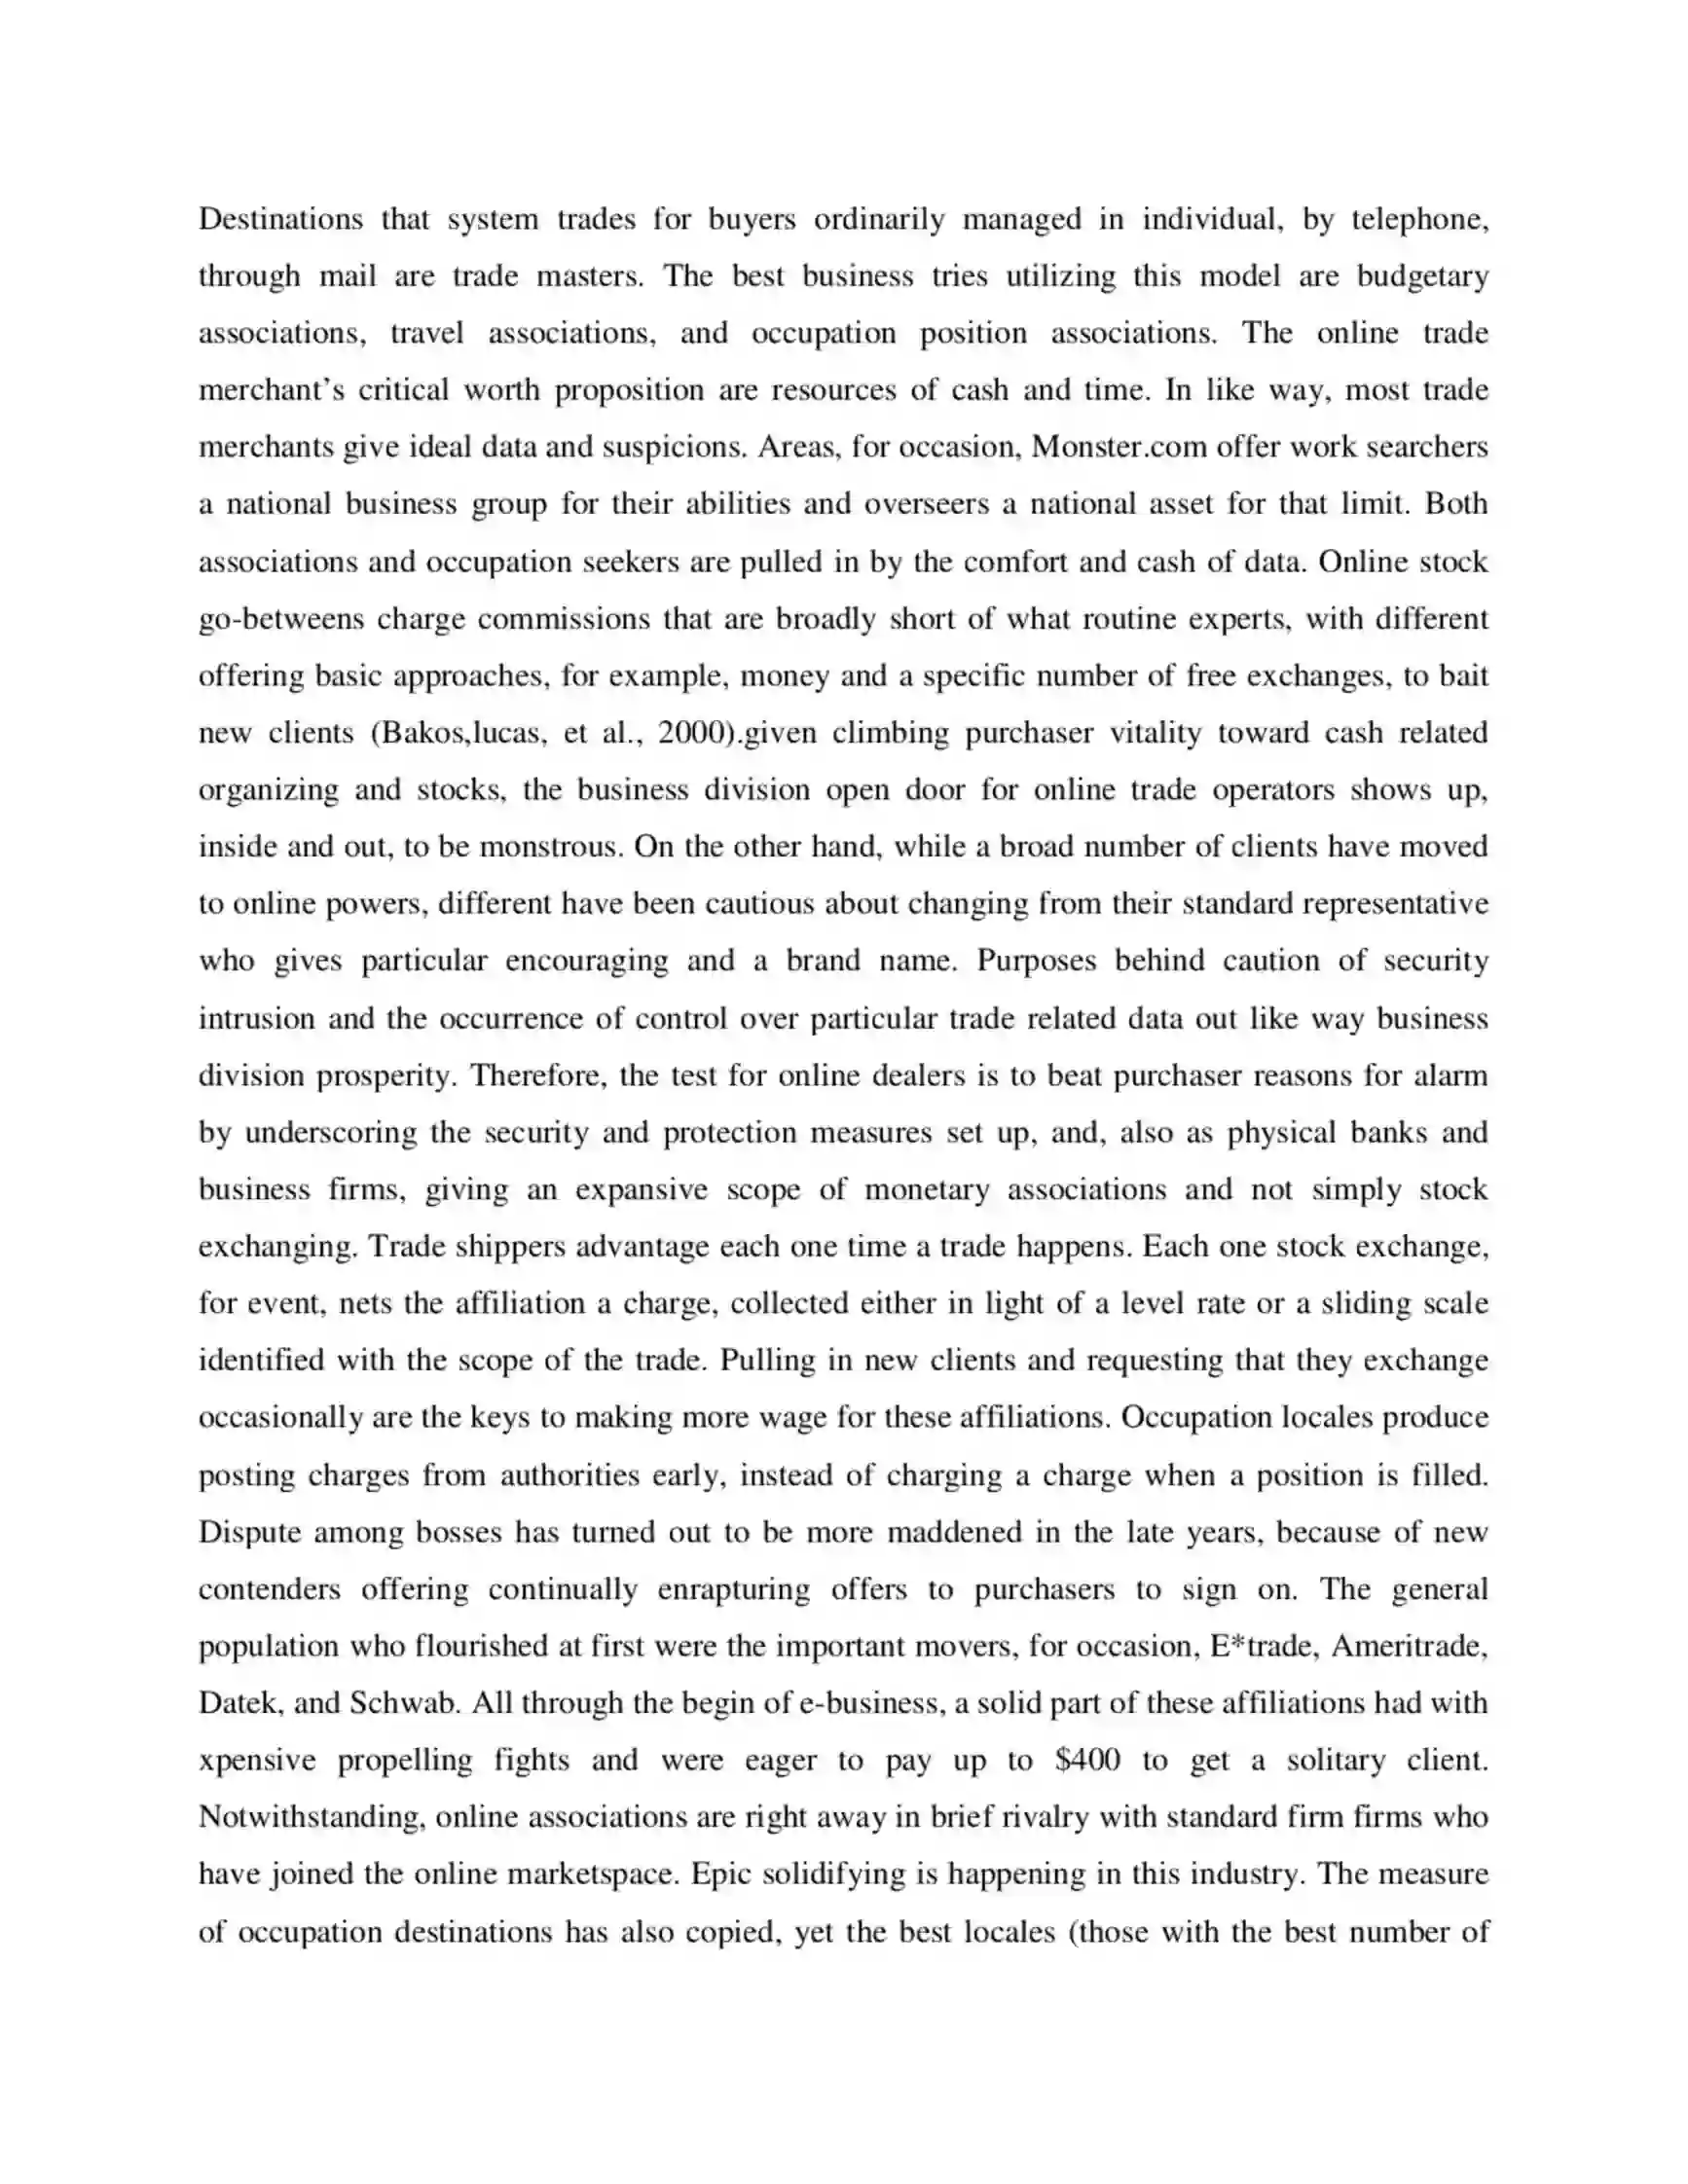 Destinations that system trades for buyers ordinarily managed in individual, by telephone,
through mail are trade masters. The best business tries utilizing this model are budgetary
associations, travel associations, and occupation position associations. The online trade
merchant’s critical worth proposition are resources of cash and time. In like way, most trade
merchants give ideal data and suspicions. Areas, for occasion, Monster.com offer work searchers
a national business group for their abilities and overseers a national asset for that limit. Both
associations and occupation seekers are pulled in by the comfort and cash of data. Online stock
go-betweens charge commissions that are broadly short of what routine experts, with different
offering basic approaches, for example, money and a specific number of free exchanges, to bait
new clients (Bakos,lucas, et al., 2000).given climbing purchaser vitality toward cash related
organizing and stocks, the business division open door for online trade operators shows up,
inside and out, to be monstrous. On the other hand, while a broad number of clients have moved
to online powers, different have been cautious about changing from their standard representative
who gives particular encouraging and a brand name. Purposes behind caution of security
intrusion and the occurrence of control over particular trade related data out like way business
division prosperity. Therefore, the test for online dealers is to beat purchaser reasons for alarm
by underscoring the security and protection measures set up, and, also as physical banks and
business firms, giving an expansive scope of monetary associations and not simply stock
exchanging. Trade shippers advantage each one time a trade happens. Each one stock exchange,
for event, nets the affiliation a charge, collected either in light of a level rate or a sliding scale
identified with the scope of the trade. Pulling in new clients and requesting that they exchange
occasionally are the keys to making more wage for these affiliations. Occupation locales produce
posting charges from authorities early, instead of charging a charge when a position is filled.
Dispute among bosses has turned out to be more maddened in the late years, because of new
contenders offering continually enrapturing offers to purchasers to sign on. The general
population who flourished at first were the important movers, for occasion, E*trade, Ameritrade,
Datek, and Schwab. All through the begin of e-business, a solid part of these affiliations had with
xpensive propelling fights and were eager to pay up to $400 to get a solitary client.
Notwithstanding, online associations are right away in brief rivalry with standard firm firms who
have joined the online marketspace. Epic solidifying is happening in this industry. The measure
of occupation destinations has also copied, yet the best locales (those with the best number of